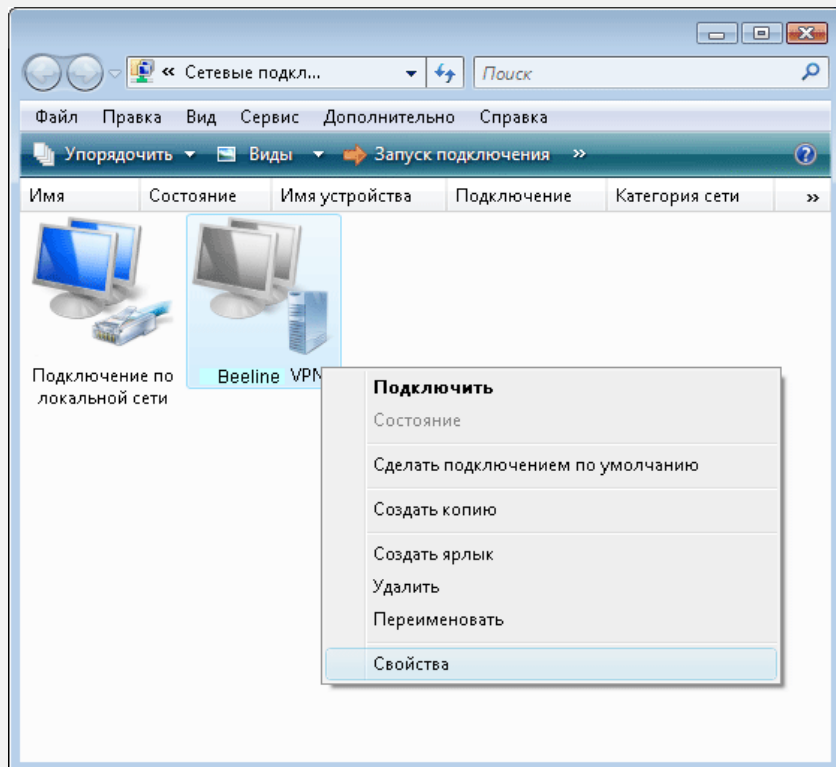 « Сетевые подкл...
Поиск
Файл Правка Вид Сервис Дополнительно Справка
Упорядочить Виды Запуск подключения »
Имя Состояние Имя устройства Подключение Категория сети »
Подключение по
локальной сети
Beeline VPN
Подключить
Состояние
Сделать подключением по умолчанию
Создать копию
Создать ярлык
Удалить
Переименовать
Свойства